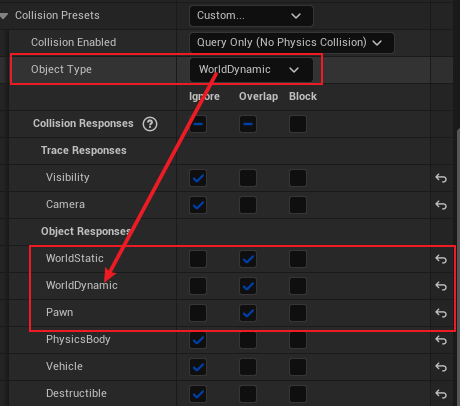 Collision Presets Custom...
Collision Enabled Query Only (No Physics Collision)
Object Type WorldDynamic
Ignore Overlap Block
Collision Responses ?
Trace Responses
Visibility
Camera
Object Responses
WorldStatic
WorldDynamic
Pawn
PhysicsBody
Vehicle
Destructible